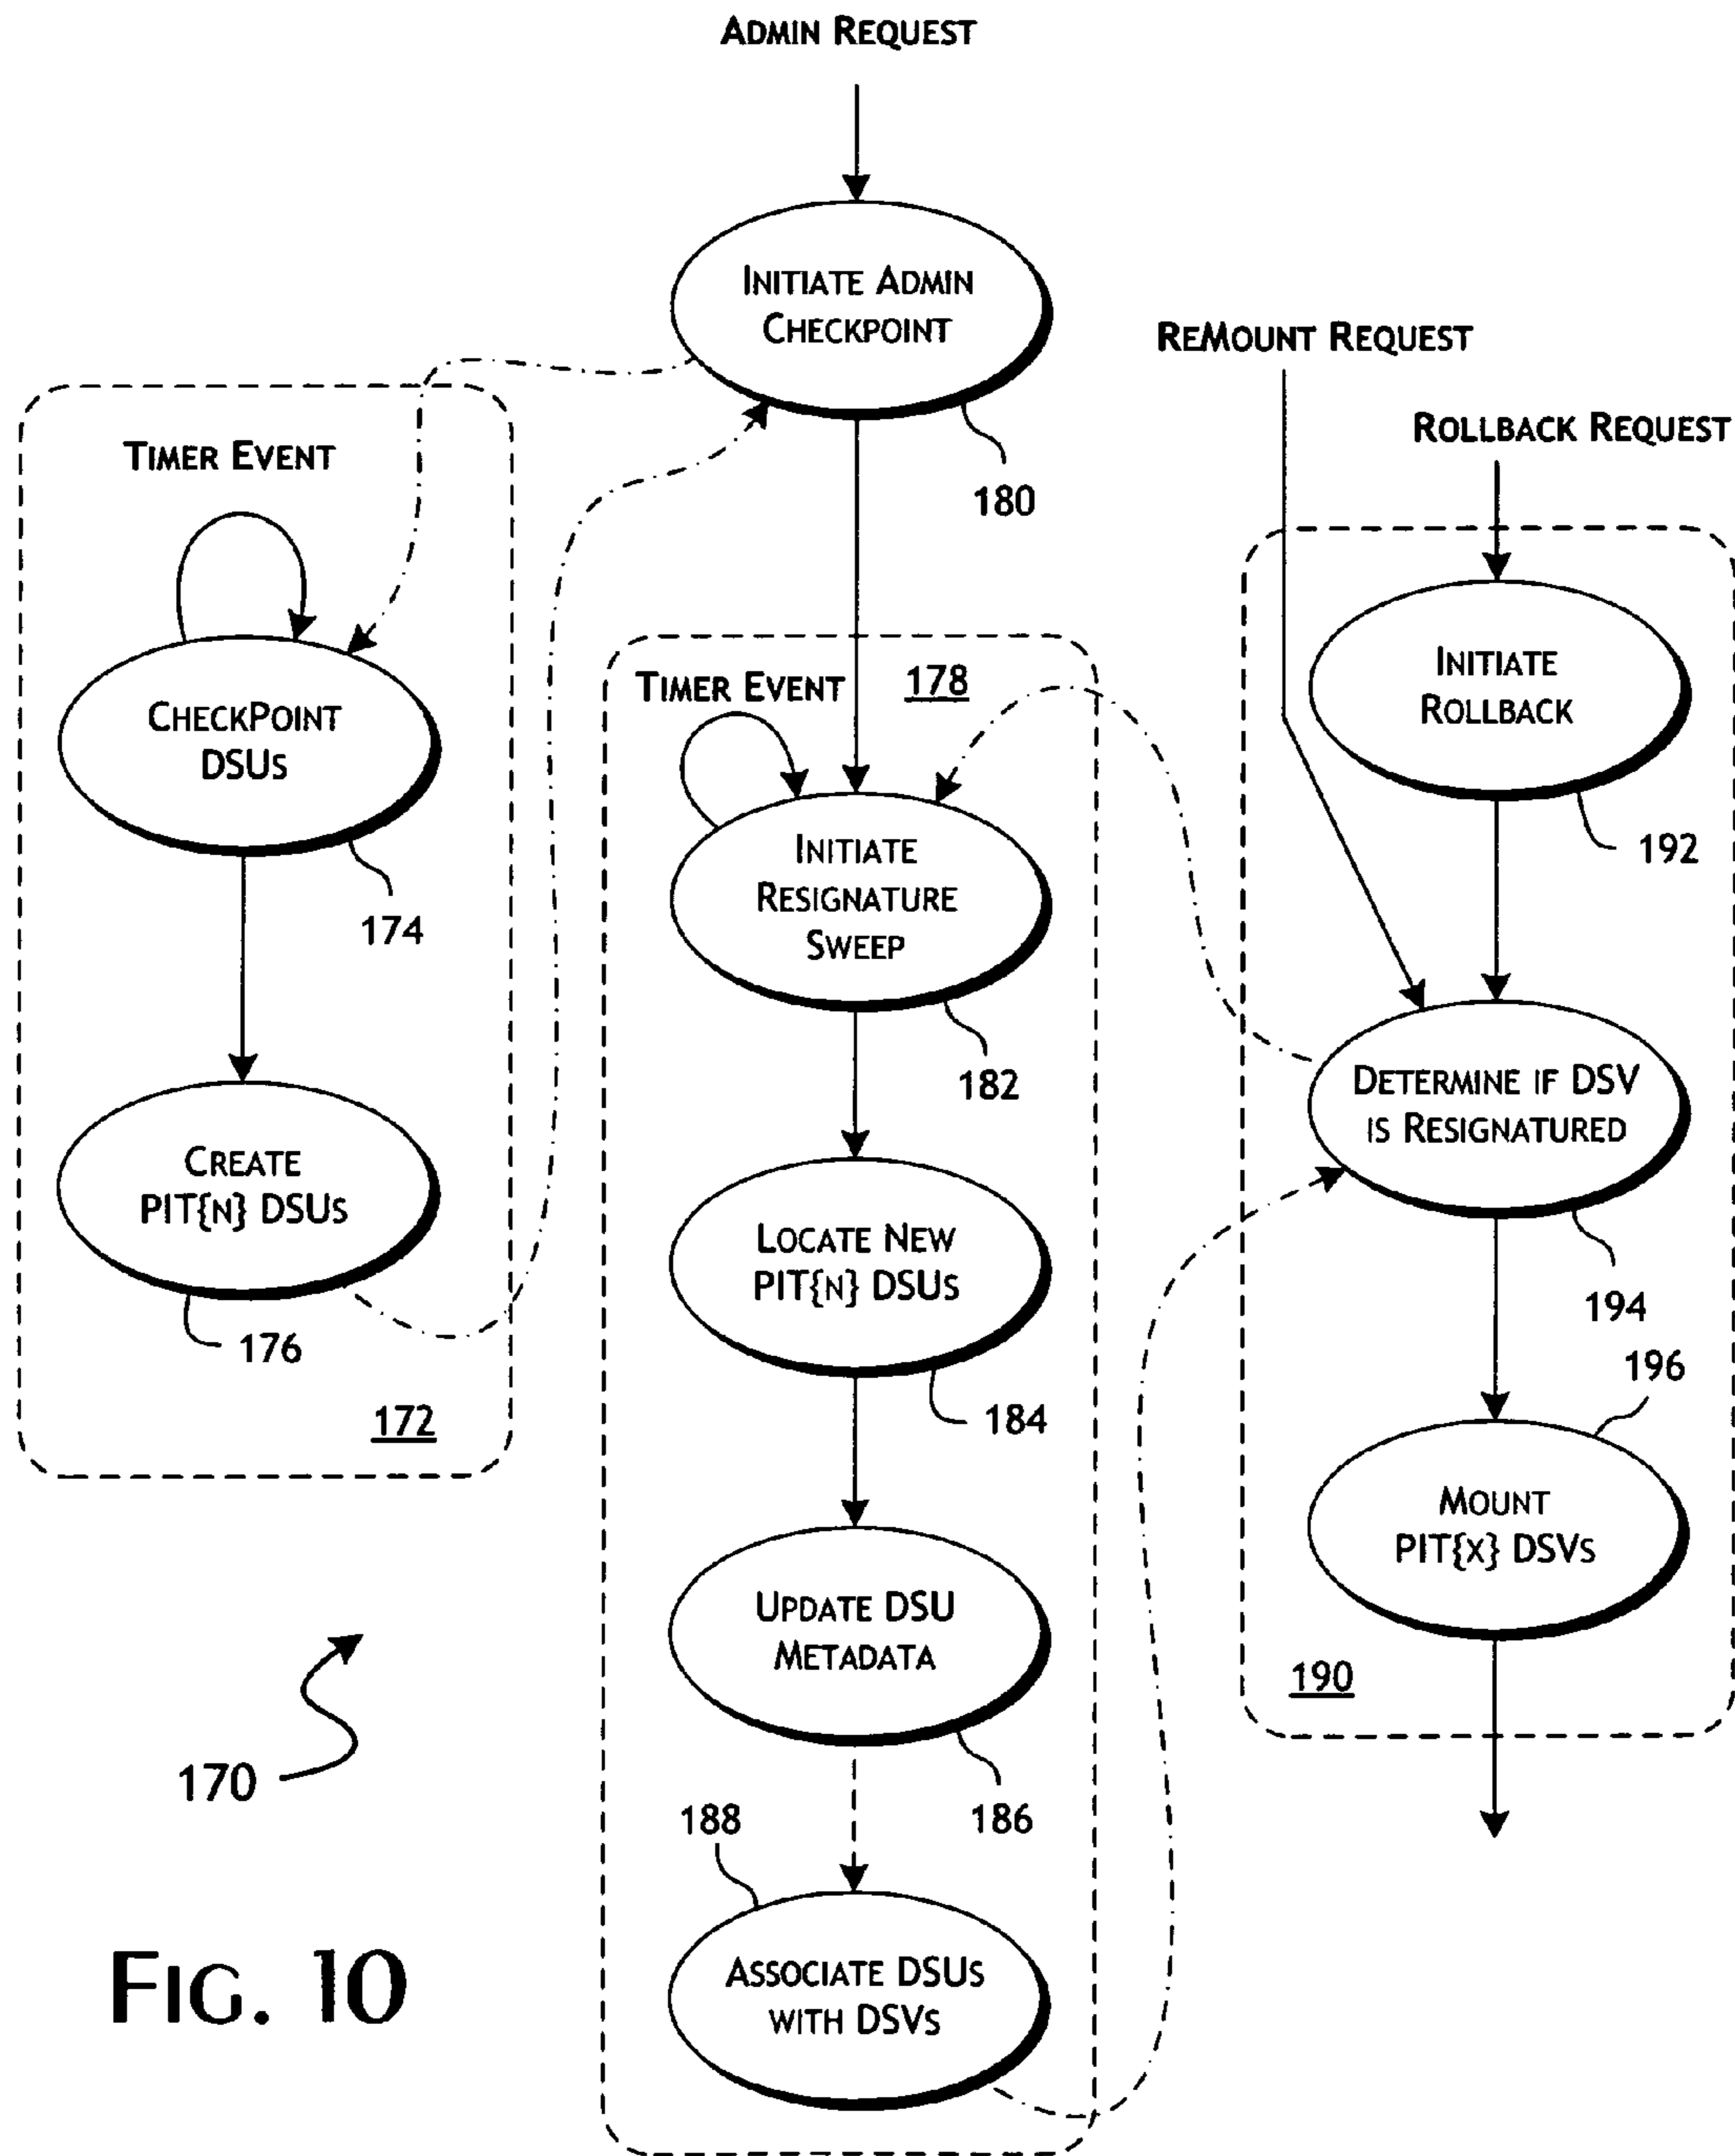 ADMIN REQUEST
INITIATE ADMIN
CHECKPOINT
180
REMOUNT REQUEST
ROLLBACK REQUEST
TIMER EVENT
CHECKPOINT
DSUS
174
CREATE
PIT{N} DSUS
176
172
TIMER EVENT
178
INITIATE
RESIGNATURE
SWEEP
182
LOCATE NEW
PIT{N} DSUS
184
UPDATE DSU
METADATA
186
188
ASSOCIATE DSUS
WITH DSVS
INITIATE
ROLLBACK
192
DETERMINE IF DSV
IS RESIGNATURED
194
196
MOUNT
PIT{X} DSVS
190
170
FIG. 10